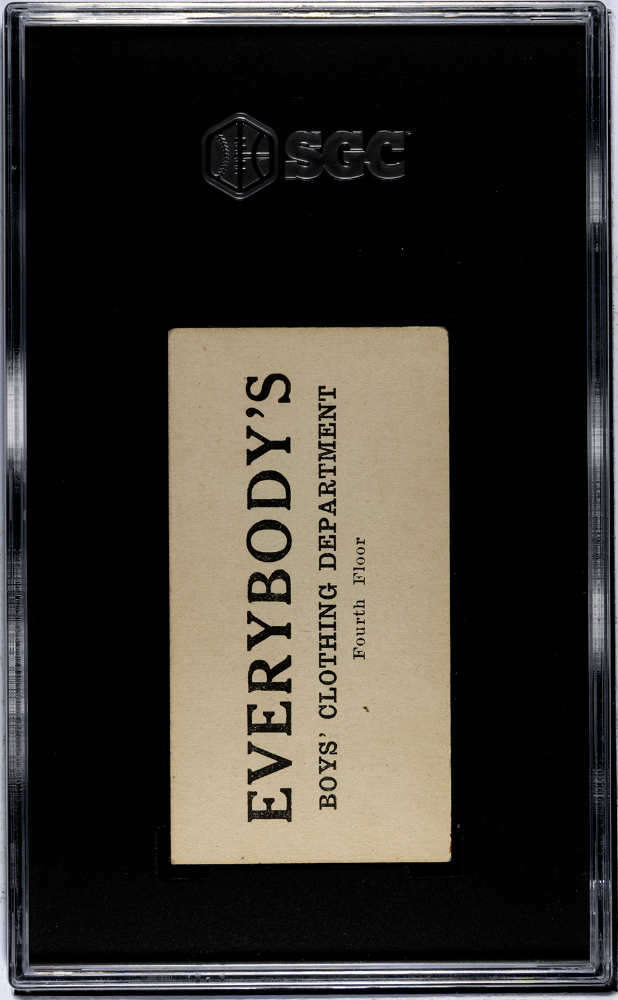 SGC
EVERYBODY'S
BOYS' CLOTHING DEPARTMENT
Fourth Floor